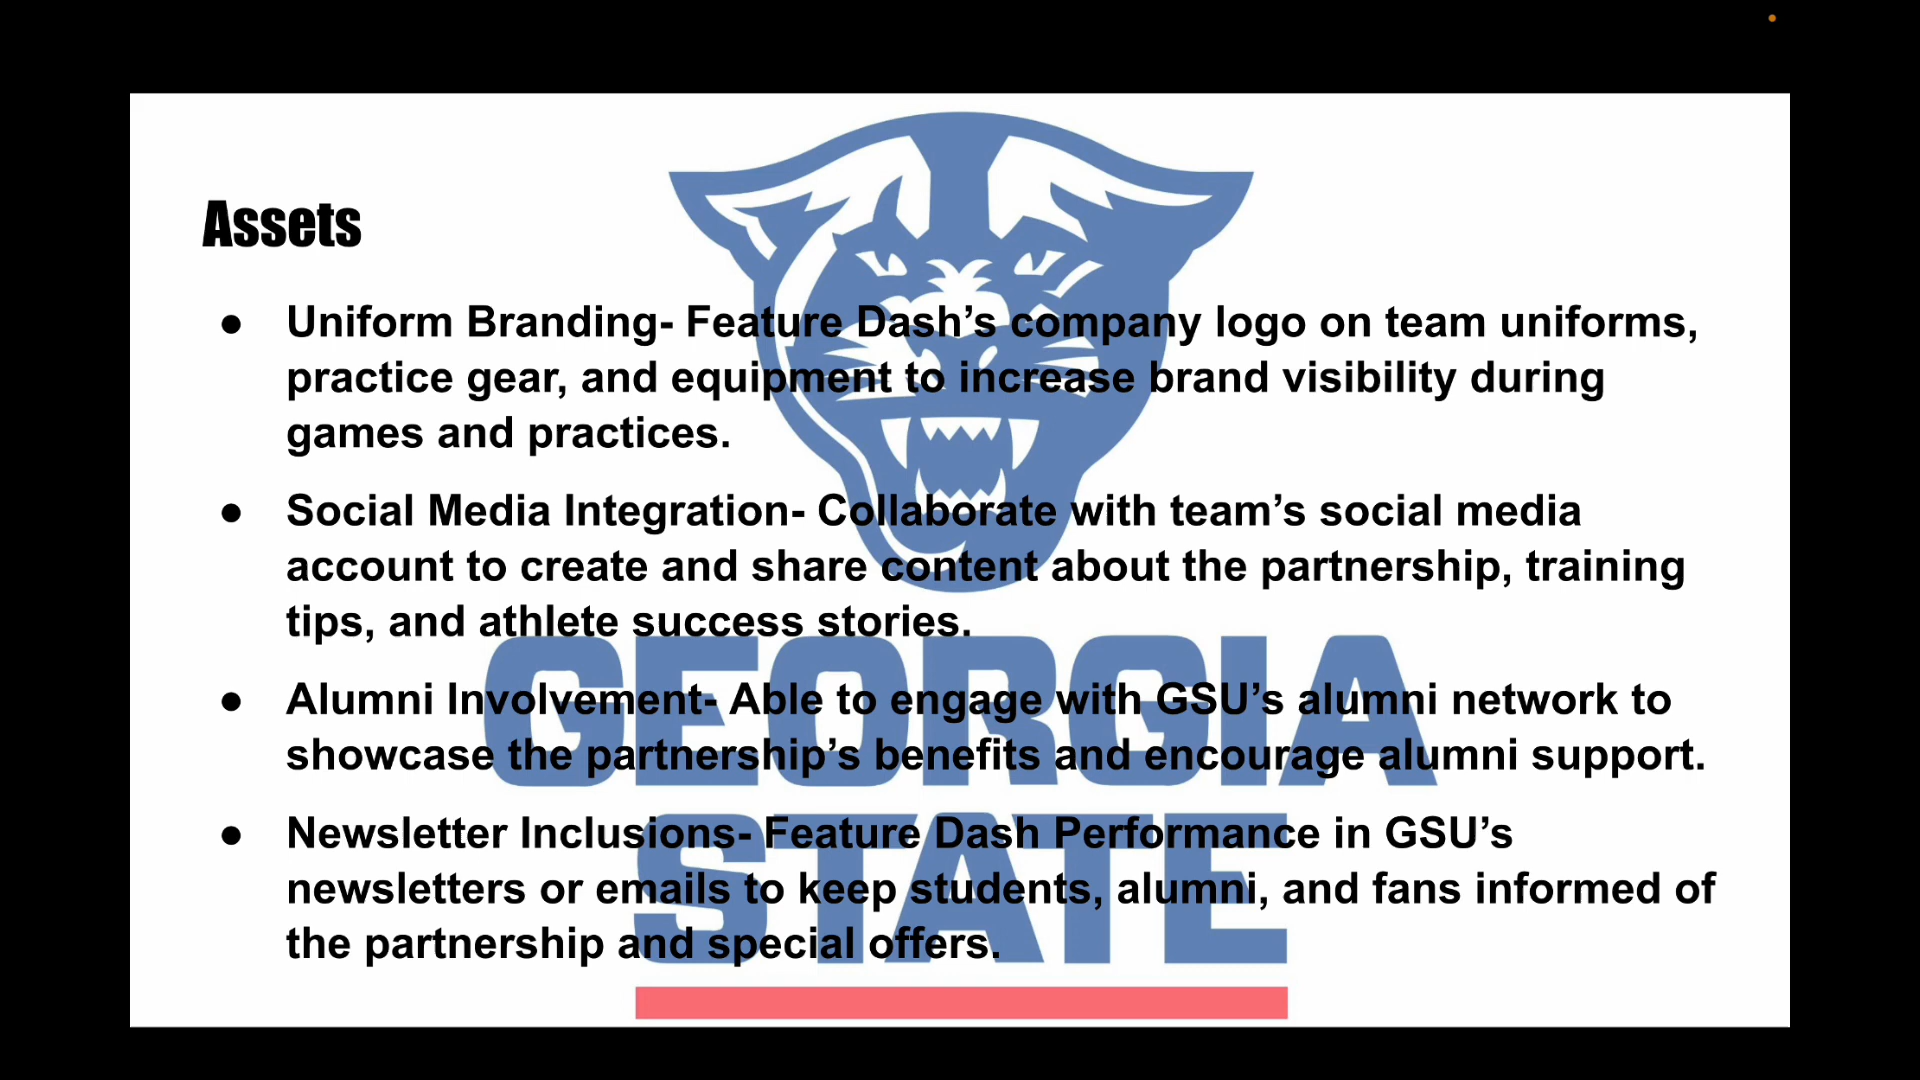 Assets
● Uniform Branding- Feature Dash’s company logo on team uniforms,
practice gear, and equipment to increase brand visibility during
games and practices.
● Social Media Integration- Collaborate with team’s social media
account to create and share content about the partnership, training
tips, and athlete success stories.
● Alumni Involvement- Able to engage with GSU’s alumni network to
showcase the partnership’s benefits and encourage alumni support.
● Newsletter Inclusions- Feature Dash Performance in GSU’s
newsletters or emails to keep students, alumni, and fans informed of
the partnership and special offers.
GEORGIA
STATE